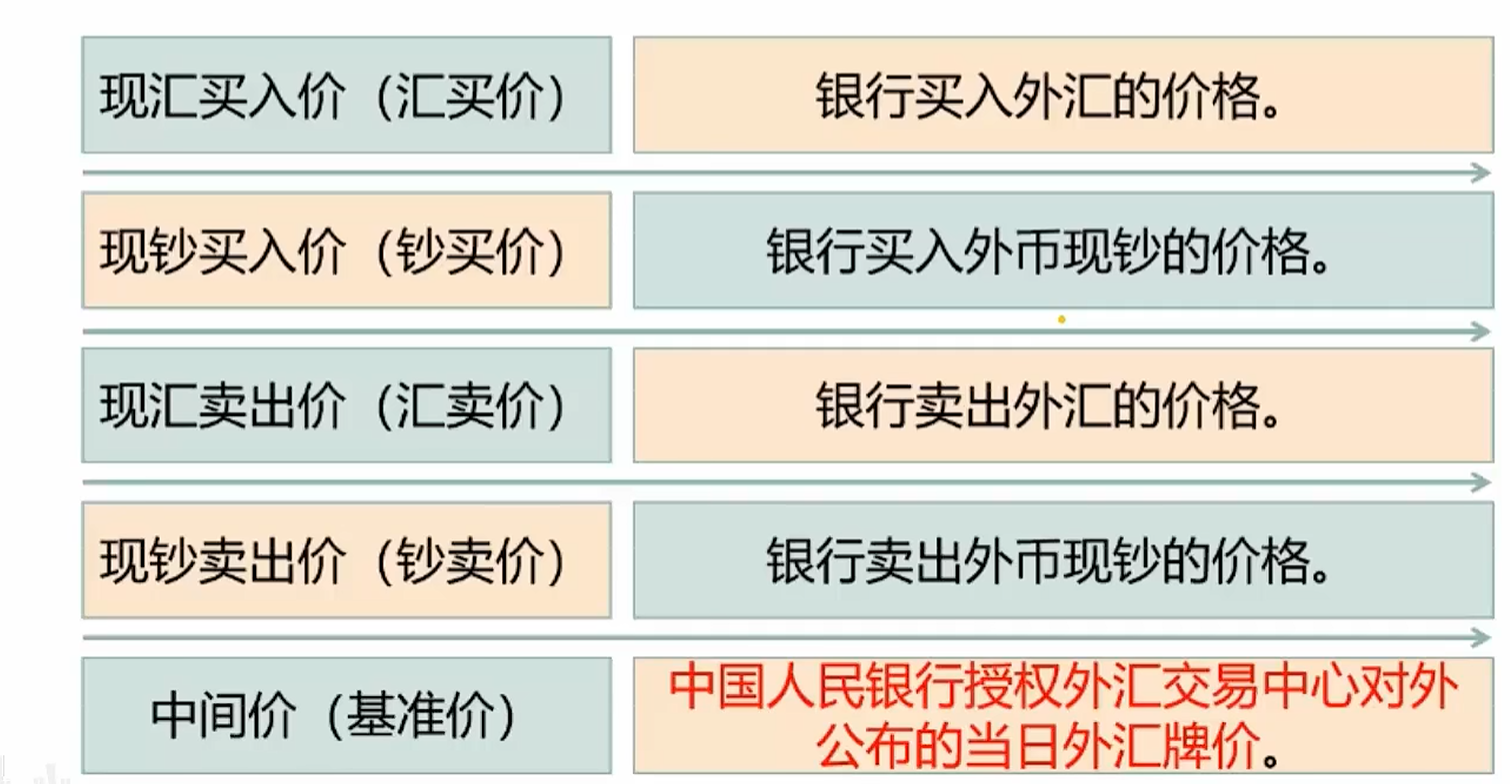 现汇买入价（汇买价）
银行买入外汇的价格。
现钞买入价（钞买价）
银行买入外币现钞的价格。
现汇卖出价（汇卖价）
银行卖出外汇的价格。
现钞卖出价（钞卖价）
银行卖出外币现钞的价格。
中间价（基准价）
中国人民银行授权外汇交易中心对外
公布的当日外汇牌价。